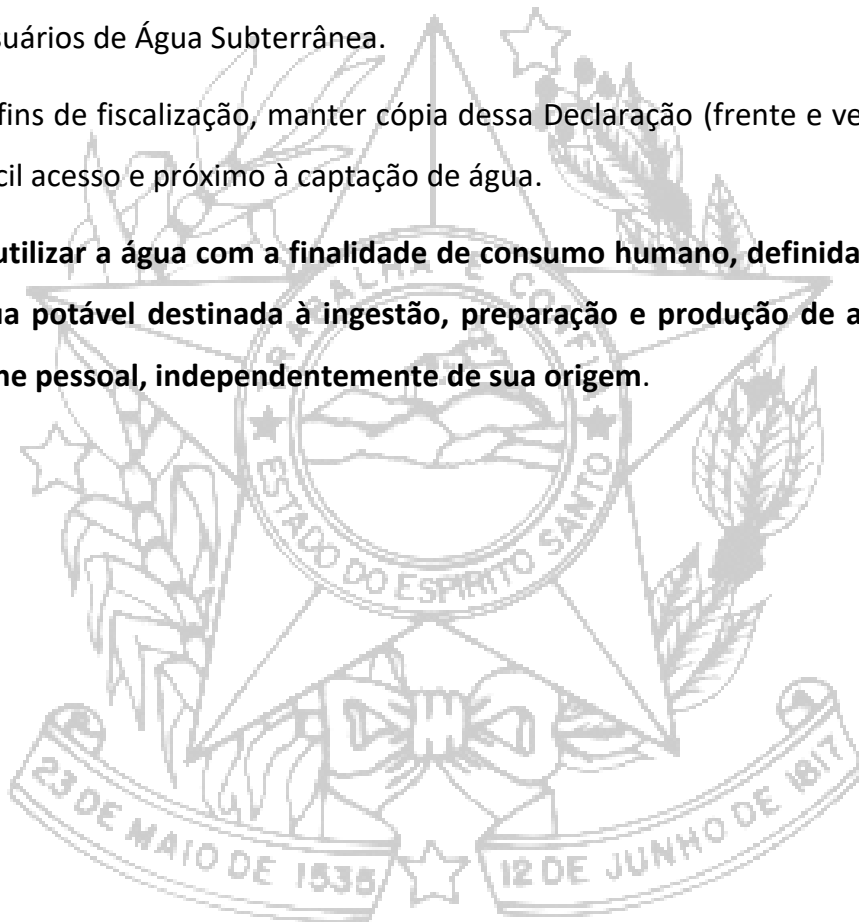 suários de Água Subterrânea.
fins de fiscalização, manter cópia dessa Declaração (frente e ve
cil acesso e próximo à captação de água.
utilizar a água com a finalidade de consumo humano, definida
ua potável destinada à ingestão, preparação e produção de a
ne pessoal, independentemente de sua origem.
TRABALHA E CONFIA
ESTADO DO ESPIRITO SANTO
23 DE MAIO DE 1535
12 DE JUNHO DE 1817